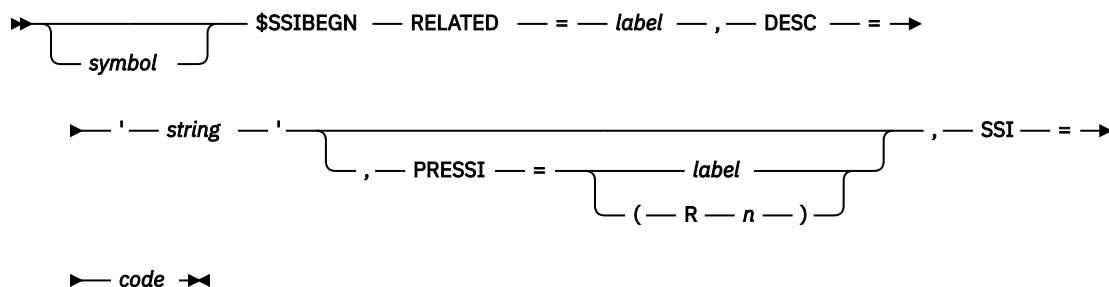 $SSIBEGN RELATED = label , DESC =
symbol
' string ' , SSI =
, PRESSI = label
( R n )
code